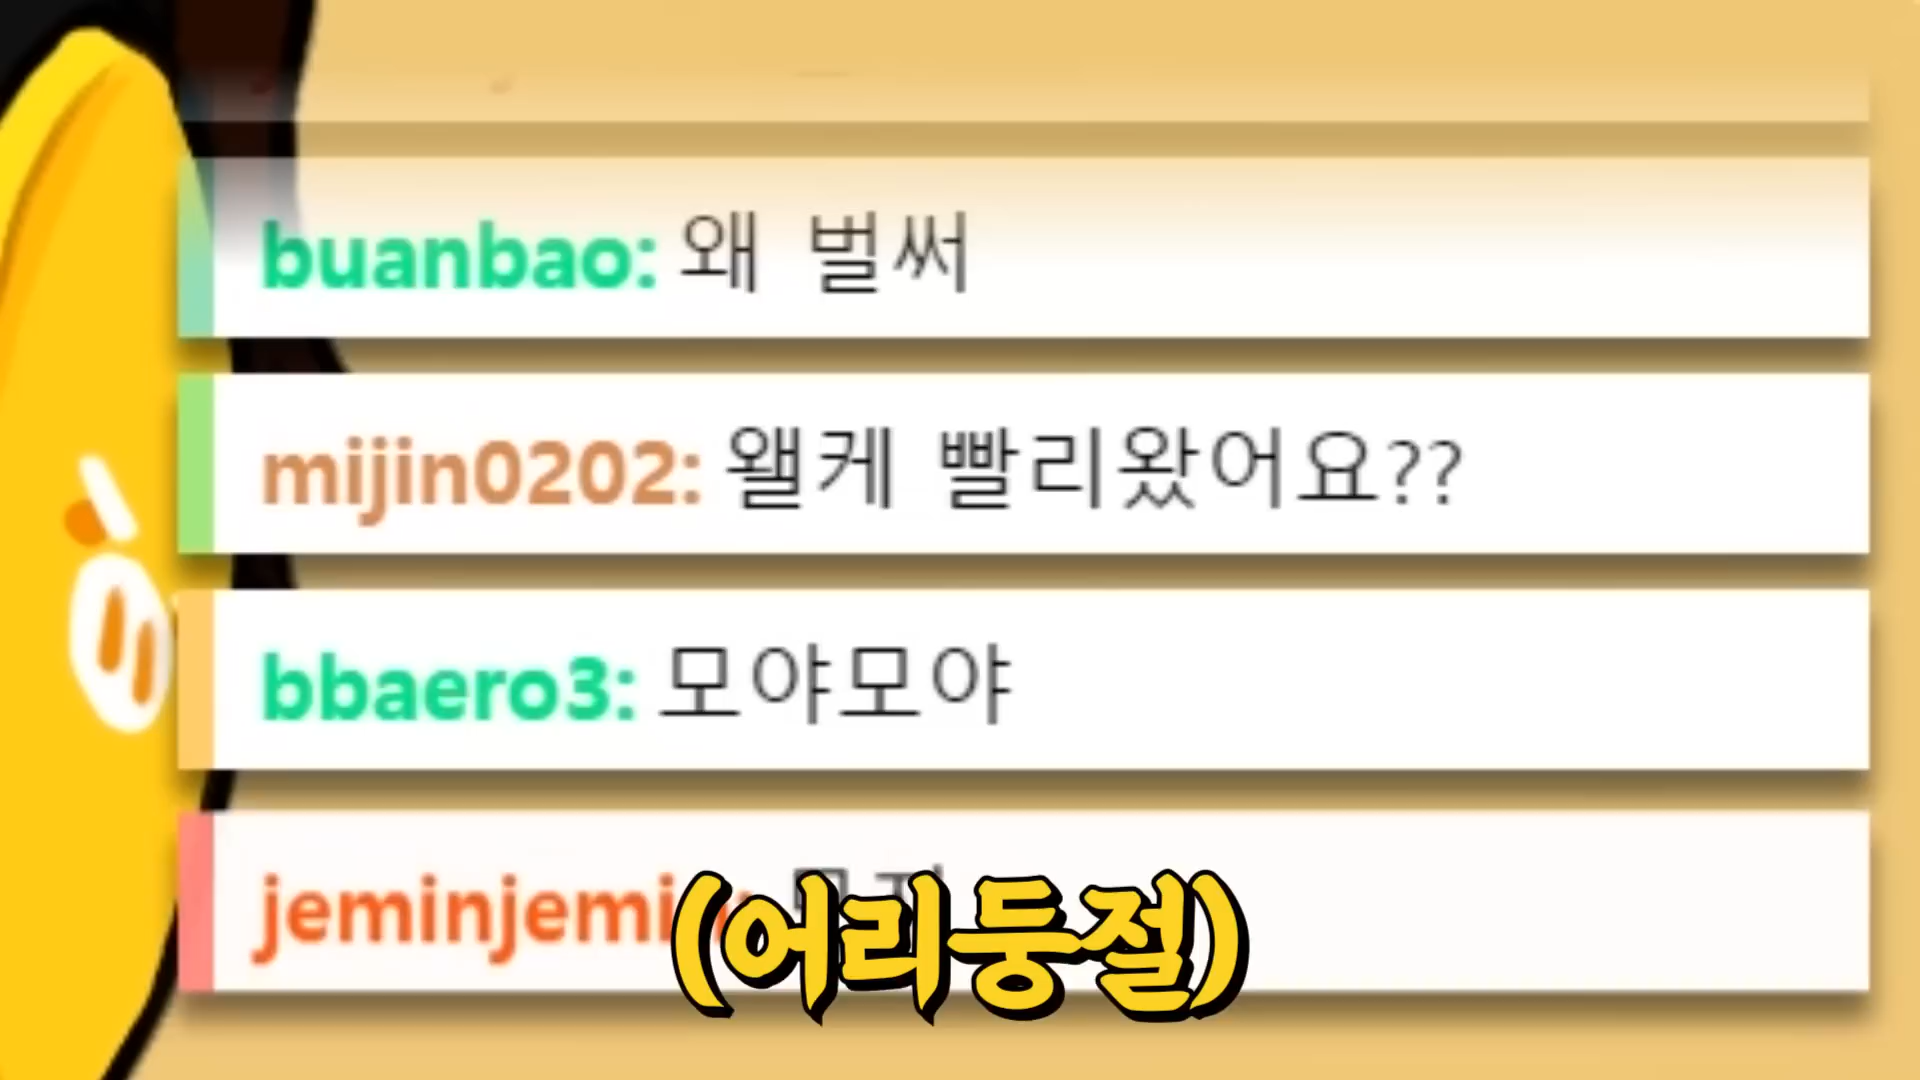 buanbao: 왜 벌써
mijin0202: 왤케 빨리왔어요??
bbaero3: 모야모야
(어리둥절)